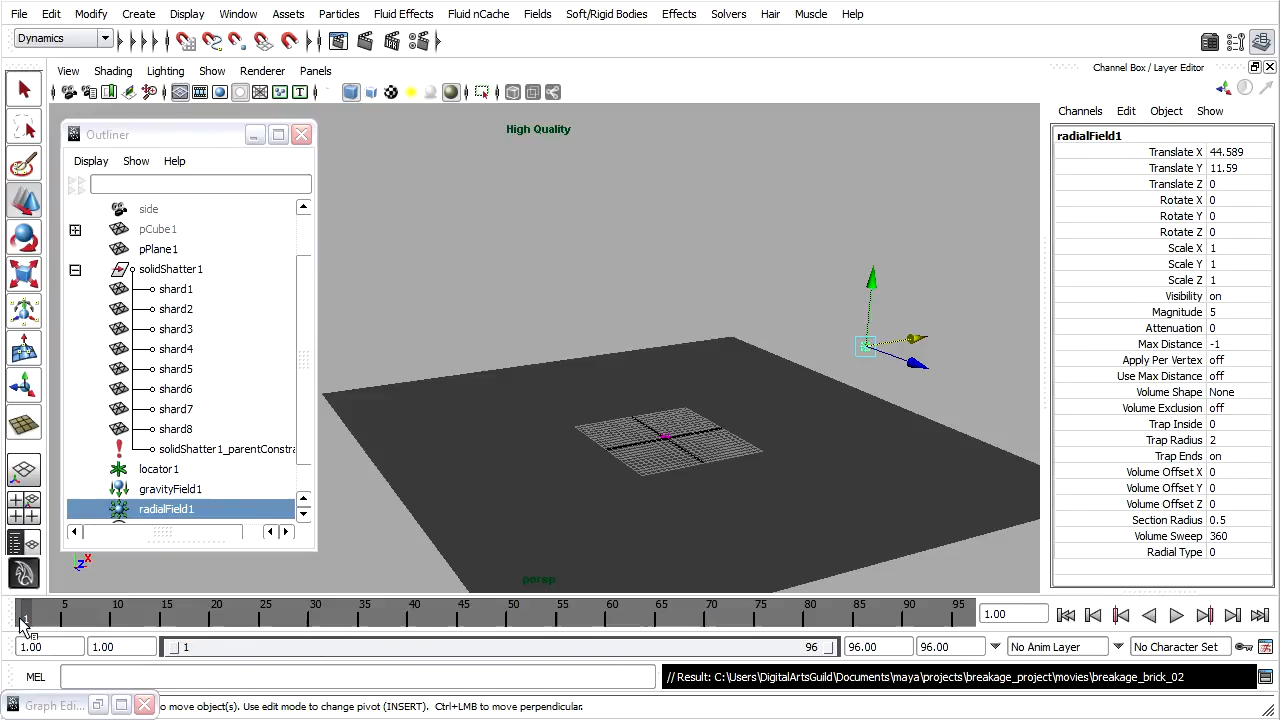 File Edit Modify Create Display Window Assets Particles Fluid Effects Fluid nCache Fields Soft/Rigid Bodies Effects Solvers Hair Muscle Help
Dynamics
View Shading Lighting Show Renderer Panels
Channel Box / Layer Editor
Channels Edit Object Show
High Quality
Outliner
Display Show Help
side
pCube1
pPlane1
solidShatter1
shard1
shard2
shard3
shard4
shard5
shard6
shard7
shard8
solidShatter1_parentConstra
locator1
gravityField1
radialField1
radialField1
Translate X 44.589
Translate Y 11.59
Translate Z 0
Rotate X 0
Rotate Y 0
Rotate Z 0
Scale X 1
Scale Y 1
Scale Z 1
Visibility on
Magnitude 5
Attenuation 0
Max Distance -1
Apply Per Vertex off
Use Max Distance off
Volume Shape None
Volume Exclusion off
Trap Inside 0
Trap Radius 2
Trap Ends on
Volume Offset X 0
Volume Offset Y 0
Volume Offset Z 0
Section Radius 0.5
Volume Sweep 360
Radial Type 0
X
Z
persp
5 10 15 20 25 30 35 40 45 50 55 60 65 70 75 80 85 90 95 1.00
1.00 1.00 1 96 96.00 96.00 No Anim Layer No Character Set
MEL // Result: C:\Users\DigitalArtsGuild\Documents\maya\projects\breakage_project\movies\breakage_brick_02
Graph Edi... o move object(s). Use edit mode to change pivot (INSERT). Ctrl+LMB to move perpendicular.